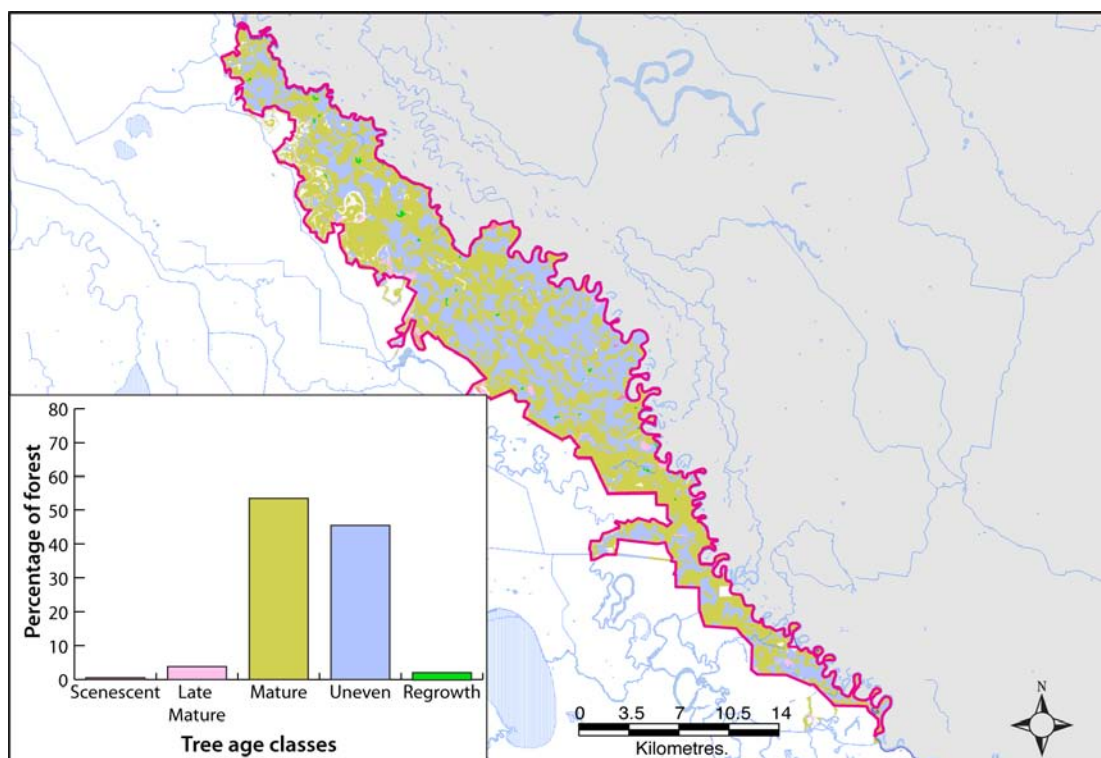 80
70
60
50
40
30
20
10
0
Percentage of forest
Scenescent Late Mature Uneven Regrowth
Mature
Tree age classes
0 3.5 7 10.5 14
Kilometres.
N